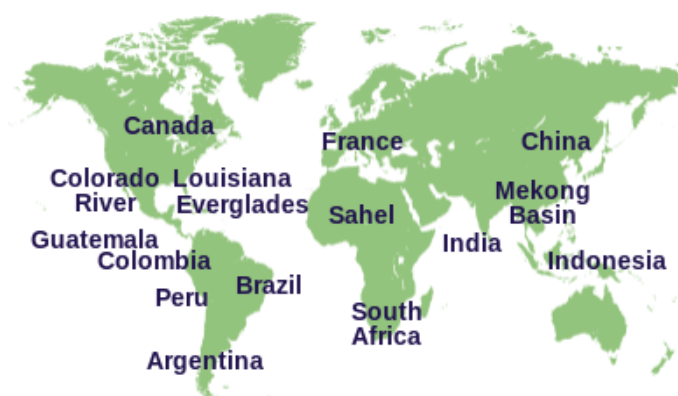 Canada
France
China
Colorado
River
Louisiana
Everglades
Mekong
Basin
Sahel
Guatemala
India
Colombia
Indonesia
Brazil
Peru
South
Africa
Argentina